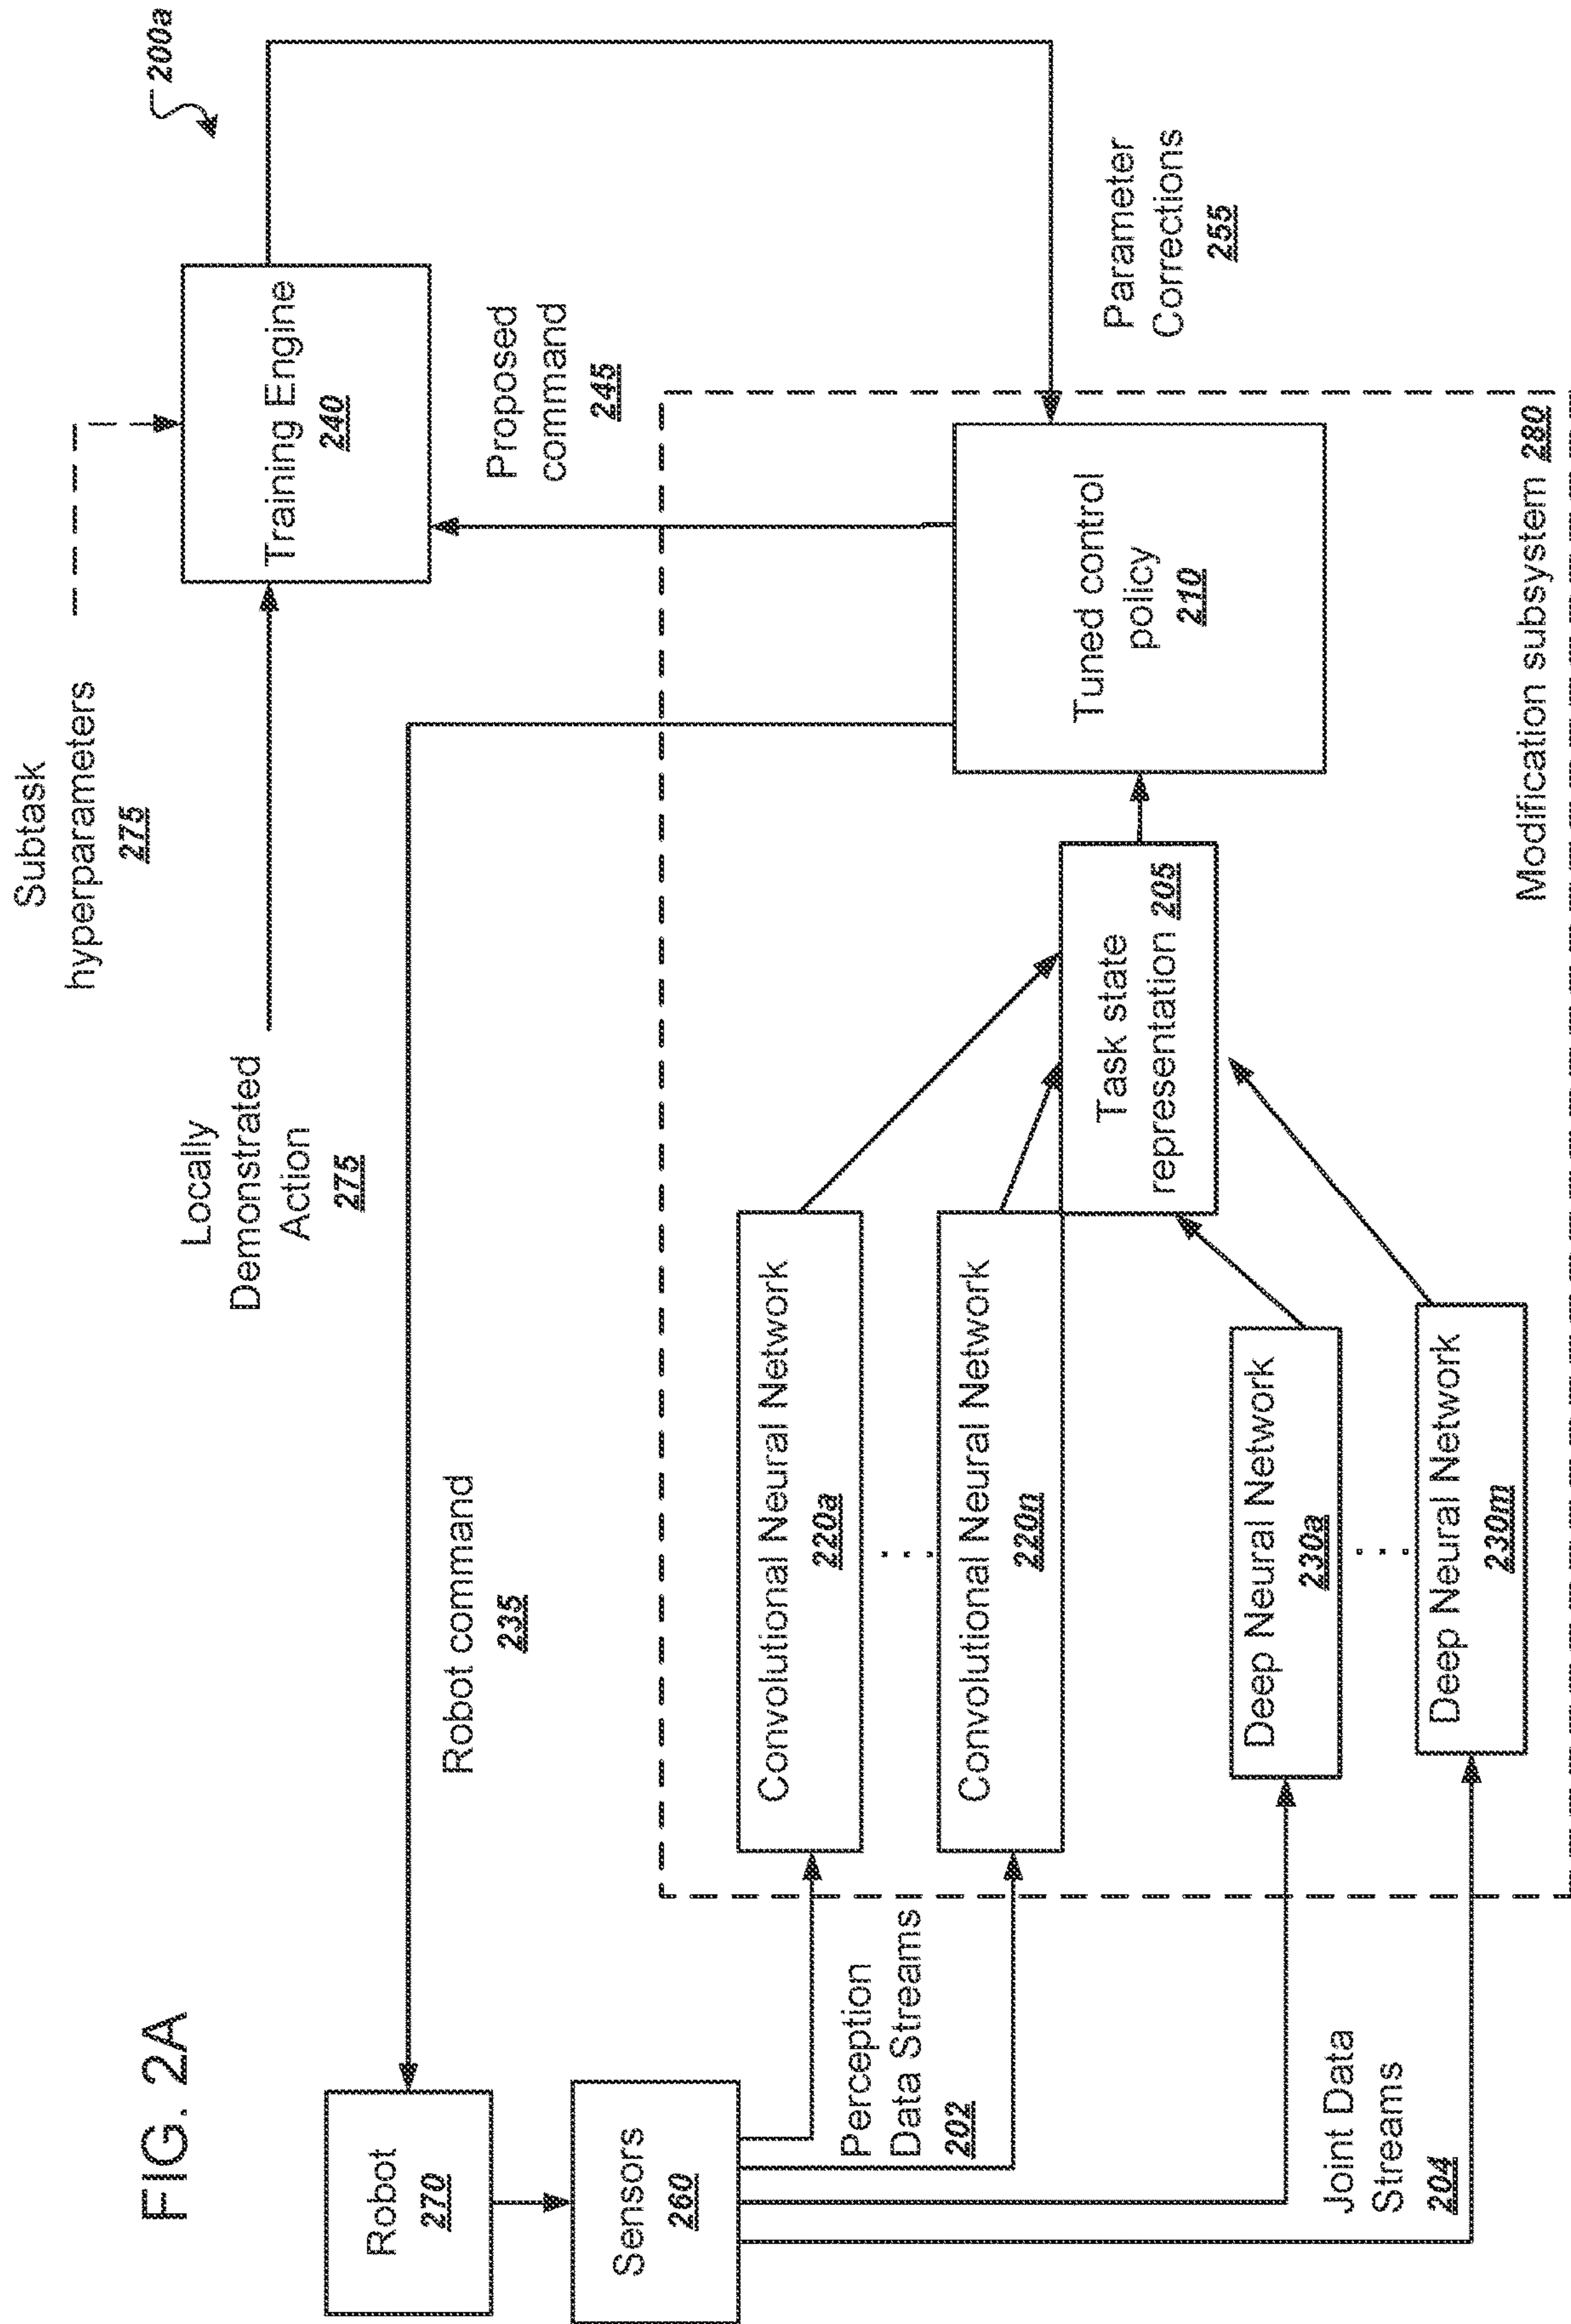 FIG. 2A
200a
Subtask
hyperparameters
275
Locally
Demonstrated
Action
275
Training Engine
240
Robot
270
Robot command
235
Proposed
command
245
Sensors
260
Perception
Data Streams
202
Convolutional Neural Network
220a
. . .
Convolutional Neural Network
220n
Task state
representation 205
Tuned control
policy
210
Parameter
Corrections
255
Joint Data
Streams
204
Deep Neural Network
230a
. . .
Deep Neural Network
230m
Modification subsystem 280